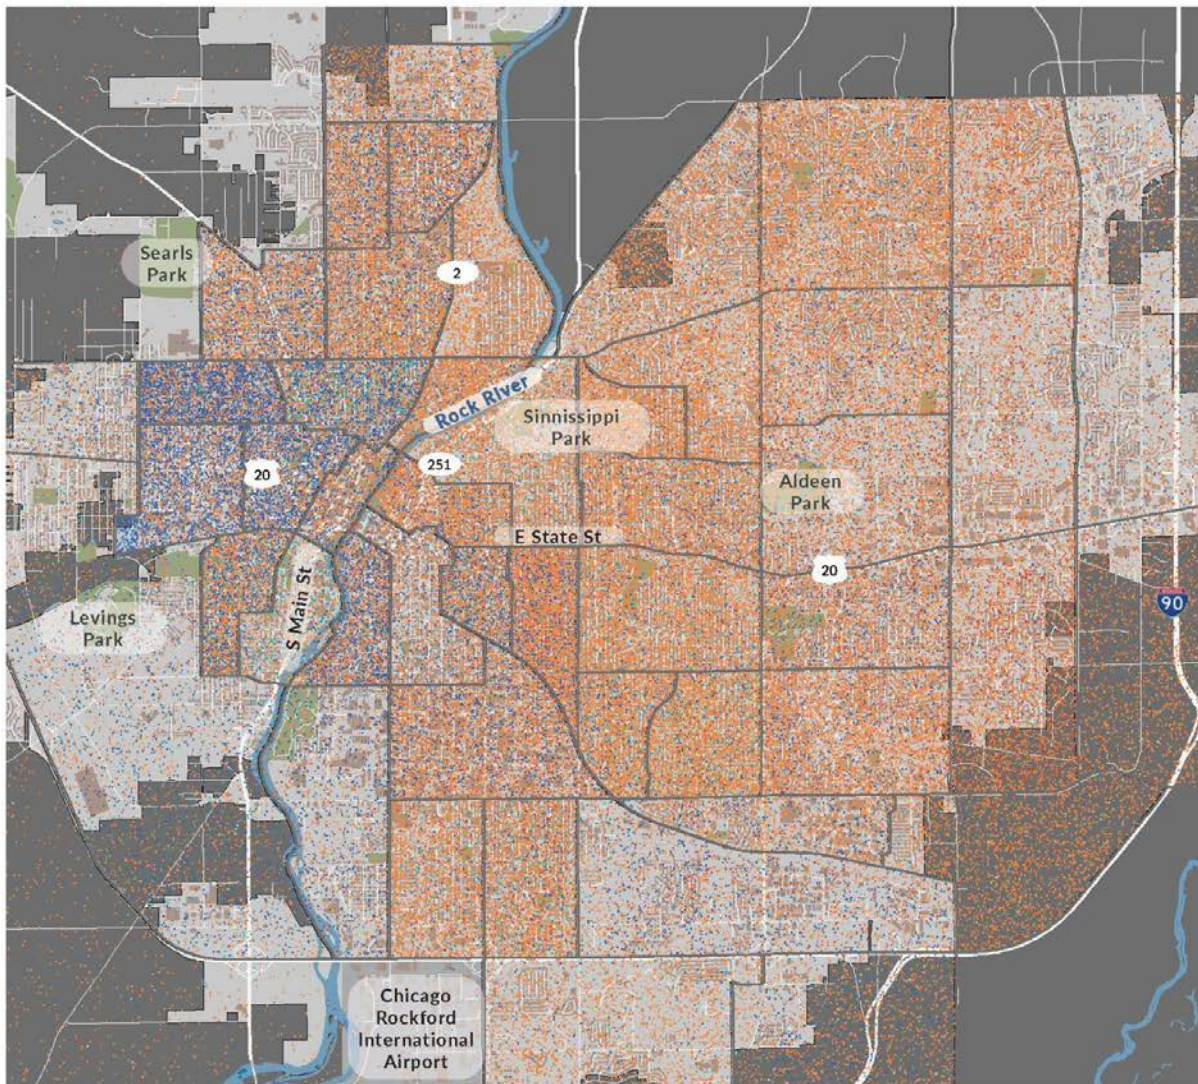 Searls
Park
2
Rock River
Sinnissippi
Park
251
20
Aldeen
Park
E State St
20
90
Levings
Park
S Main St
Chicago
Rockford
International
Airport